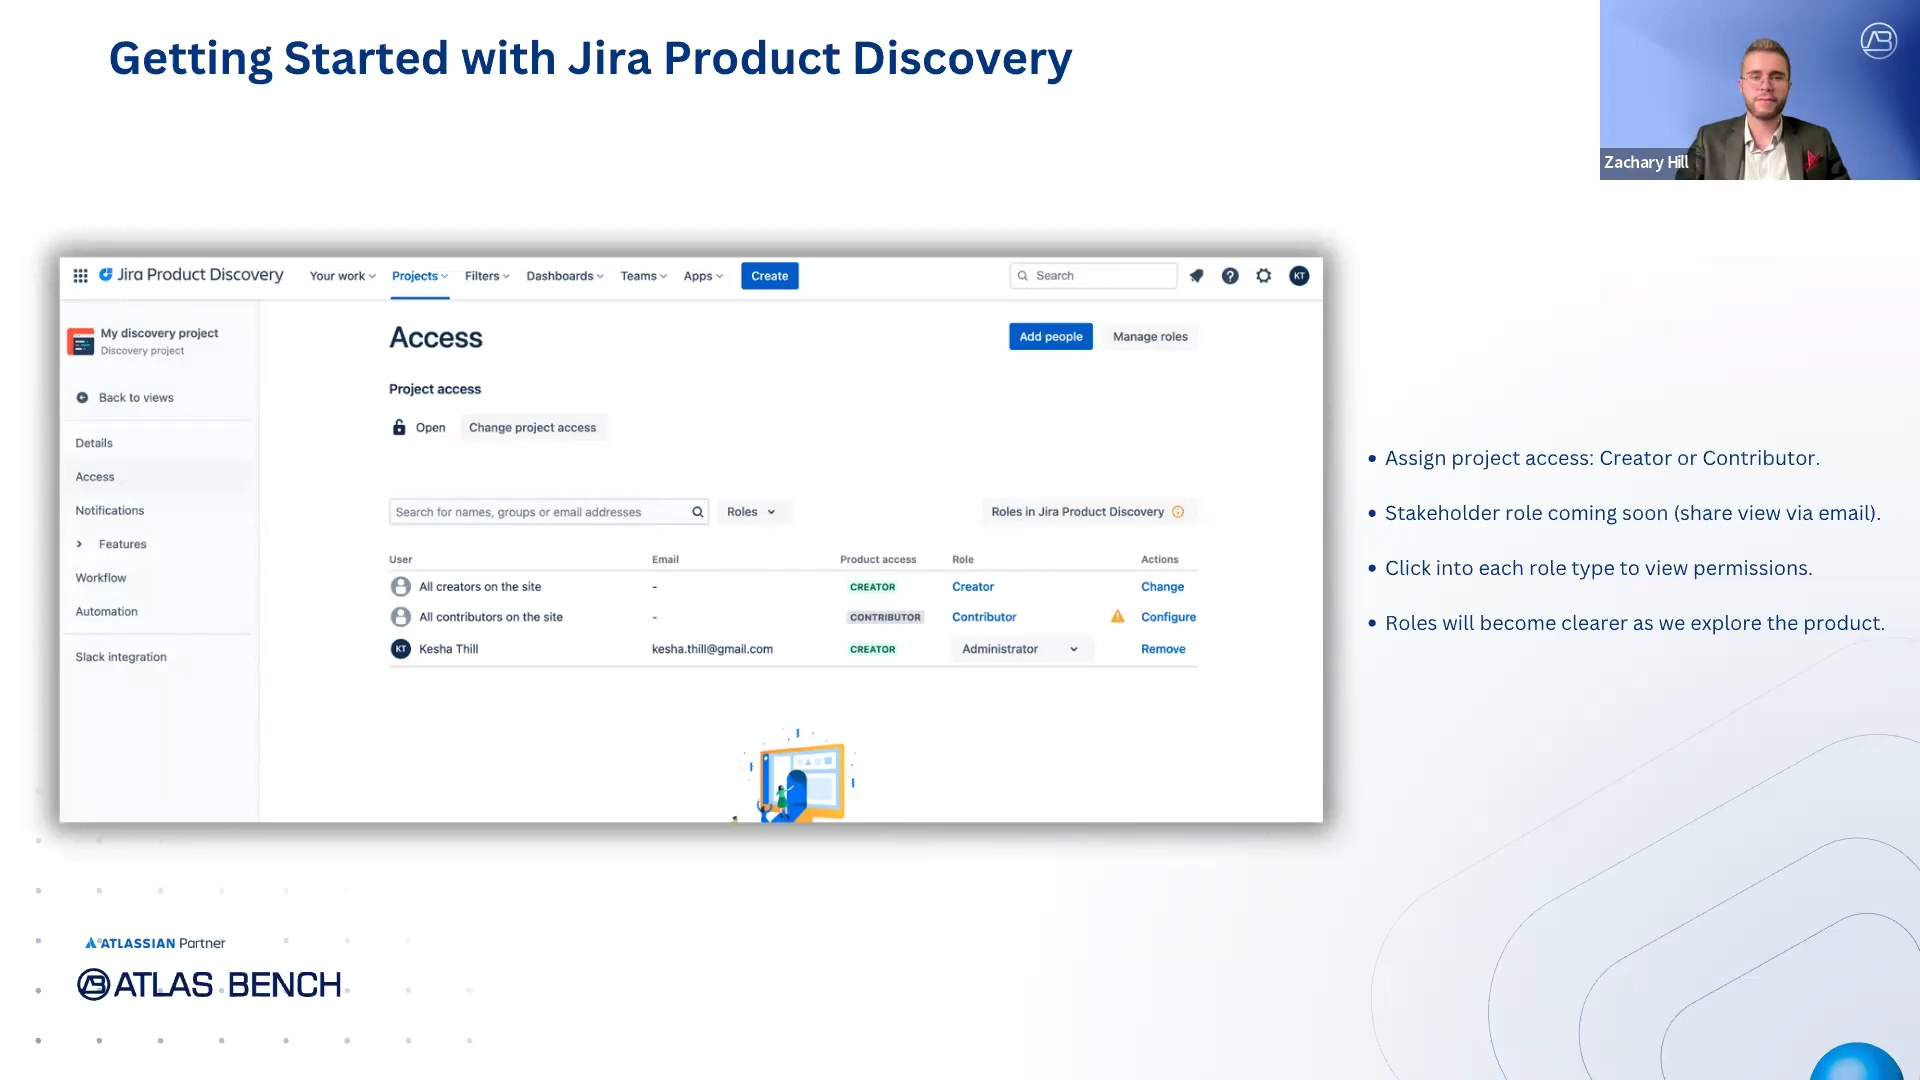 Getting Started with Jira Product Discovery
Zachary Hill
Jira Product Discovery
Your work
Projects
Filters
Dashboards
Teams
Apps
Create
Search
KT
My discovery project
Discovery project
Back to views
Details
Access
Notifications
Features
Workflow
Automation
Slack integration
Access
Add people
Manage roles
Project access
Open
Change project access
Search for names, groups or email addresses
Roles
Roles in Jira Product Discovery
User Email Product access Role Actions
All creators on the site - CREATOR Creator Change
All contributors on the site - CONTRIBUTOR Contributor Configure
KT Kesha Thill kesha.thill@gmail.com CREATOR Administrator Remove
• Assign project access: Creator or Contributor.
• Stakeholder role coming soon (share view via email).
• Click into each role type to view permissions.
• Roles will become clearer as we explore the product.
ATLASSIAN Partner
ATLAS BENCH